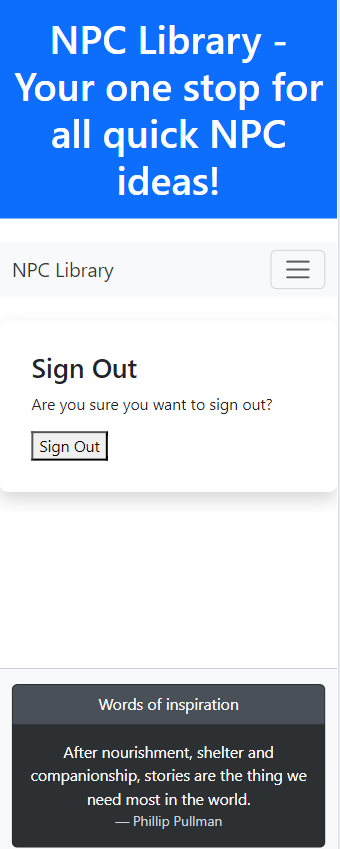 NPC Library -
Your one stop for
all quick NPC
ideas!
NPC Library
Sign Out
Are you sure you want to sign out?
Sign Out
Words of inspiration
After nourishment, shelter and
companionship, stories are the thing we
need most in the world.
— Phillip Pullman